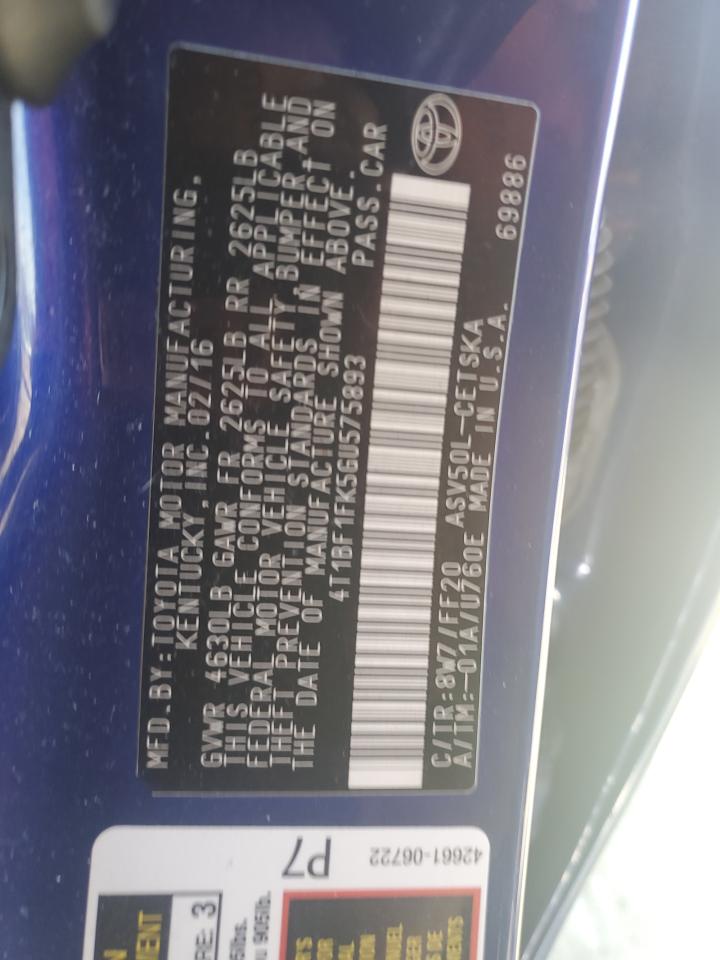 MFD.BY:TOYOTA MOTOR MANUFACTURING,
KENTUCKY,INC.02/16
GVWR 4630LB GAWR FR 2625LB RR 2625LB
THIS VEHICLE CONFORMS TO ALL APPLICABLE
FEDERAL MOTOR VEHICLE SAFETY,BUMPER,AND
THEFT PREVENTION STANDARDS IN EFFECT ON
THE DATE OF MANUFACTURE SHOWN ABOVE.
4T1BF1FK5GU575893 PASS.CAR
C/TR:8W7/FF20 ASV50L-CETSKA
A/TM:-01A/U760E MADE IN U.S.A.
69886
P7
42661-06722